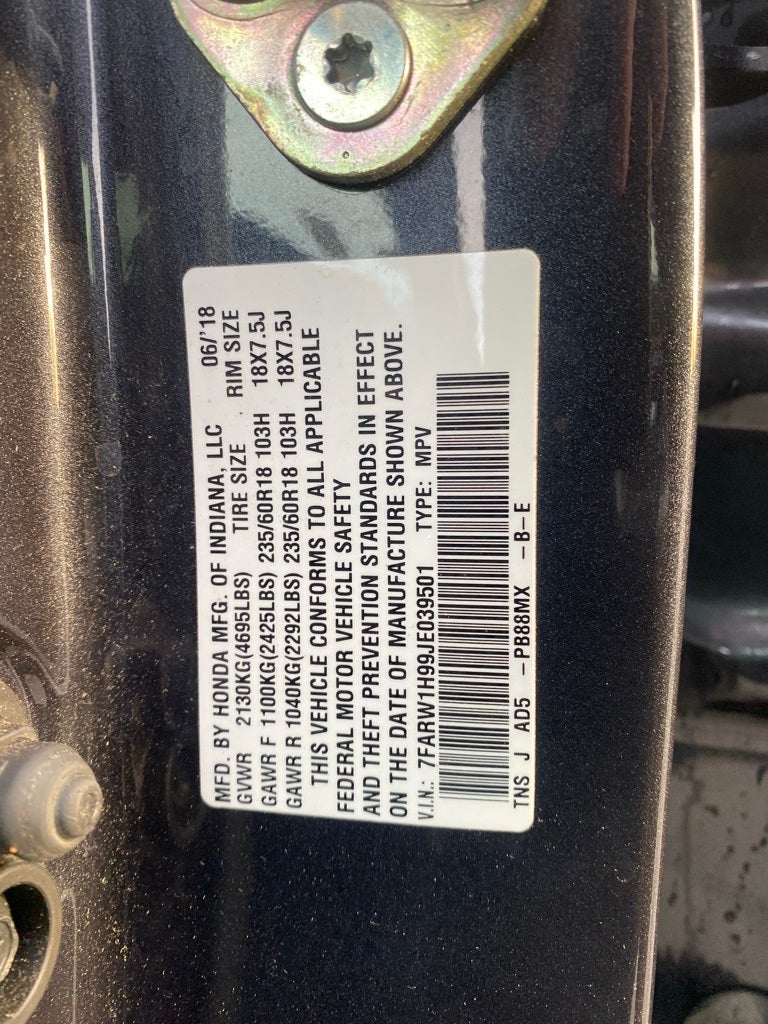 MFD. BY HONDA MFG. OF INDIANA, LLC 06/'18
GVWR 2130KG(4695LBS) TIRE SIZE RIM SIZE
GAWR F 1100KG(2425LBS) 235/60R18 103H 18X7.5J
GAWR R 1040KG(2292LBS) 235/60R18 103H 18X7.5J
THIS VEHICLE CONFORMS TO ALL APPLICABLE
FEDERAL MOTOR VEHICLE SAFETY
AND THEFT PREVENTION STANDARDS IN EFFECT
ON THE DATE OF MANUFACTURE SHOWN ABOVE.
V.I.N.: 7FARW1H99JE039501 TYPE: MPV
TNS J AD5 -PB88MX -B-E